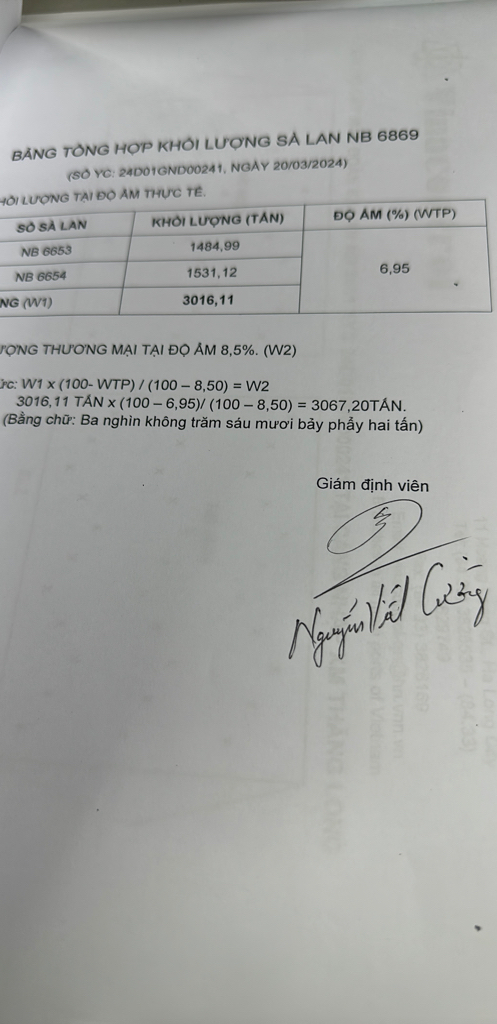 BẢNG TỔNG HỢP KHỐI LƯỢNG SÀ LAN NB 6869
(SỐ YC: 24D01GND00241, NGÀY 20/03/2024)
HỐI LƯỢNG TẠI ĐỘ ẨM THỰC TẾ.
SỐ SÀ LAN KHỐI LƯỢNG (TẤN) ĐỘ ẨM (%) (WTP)
NB 6653 1484,99
NB 6654 1531,12 6,95
NG (W1) 3016,11
ƯỢNG THƯƠNG MẠI TẠI ĐỘ ẨM 8,5%. (W2)
ức: W1 x (100- WTP) / (100 – 8,50) = W2
3016,11 TẤN x (100 – 6,95)/ (100 – 8,50) = 3067,20TẤN.
(Bằng chữ: Ba nghìn không trăm sáu mươi bảy phẩy hai tấn)
Giám định viên
Nguyễn Viết Cường